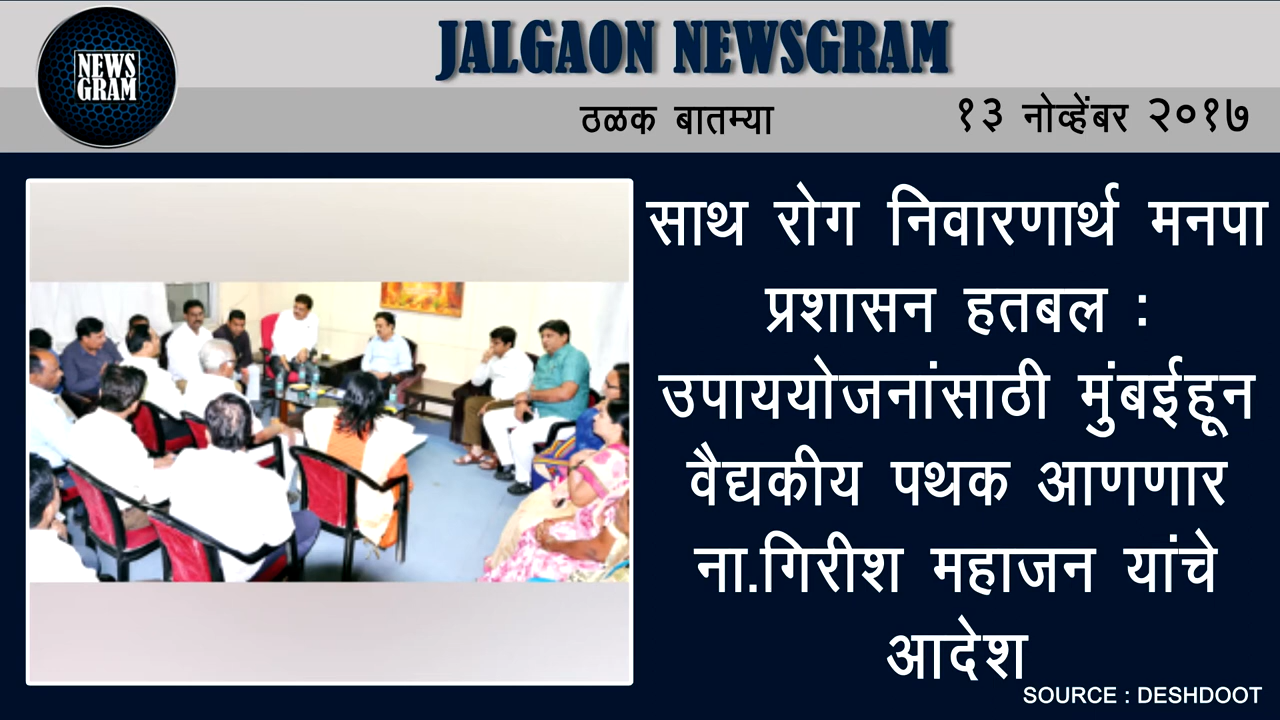 NEWS
GRAM
JALGAON NEWSGRAM
ठळक बातम्या
१३ नोव्हेंबर २०१७
साथ रोग निवारणार्थ मनपा
प्रशासन हतबल :
उपाययोजनांसाठी मुंबईहून
वैद्यकीय पथक आणणार
ना.गिरीश महाजन यांचे
आदेश
SOURCE : DESHDOOT